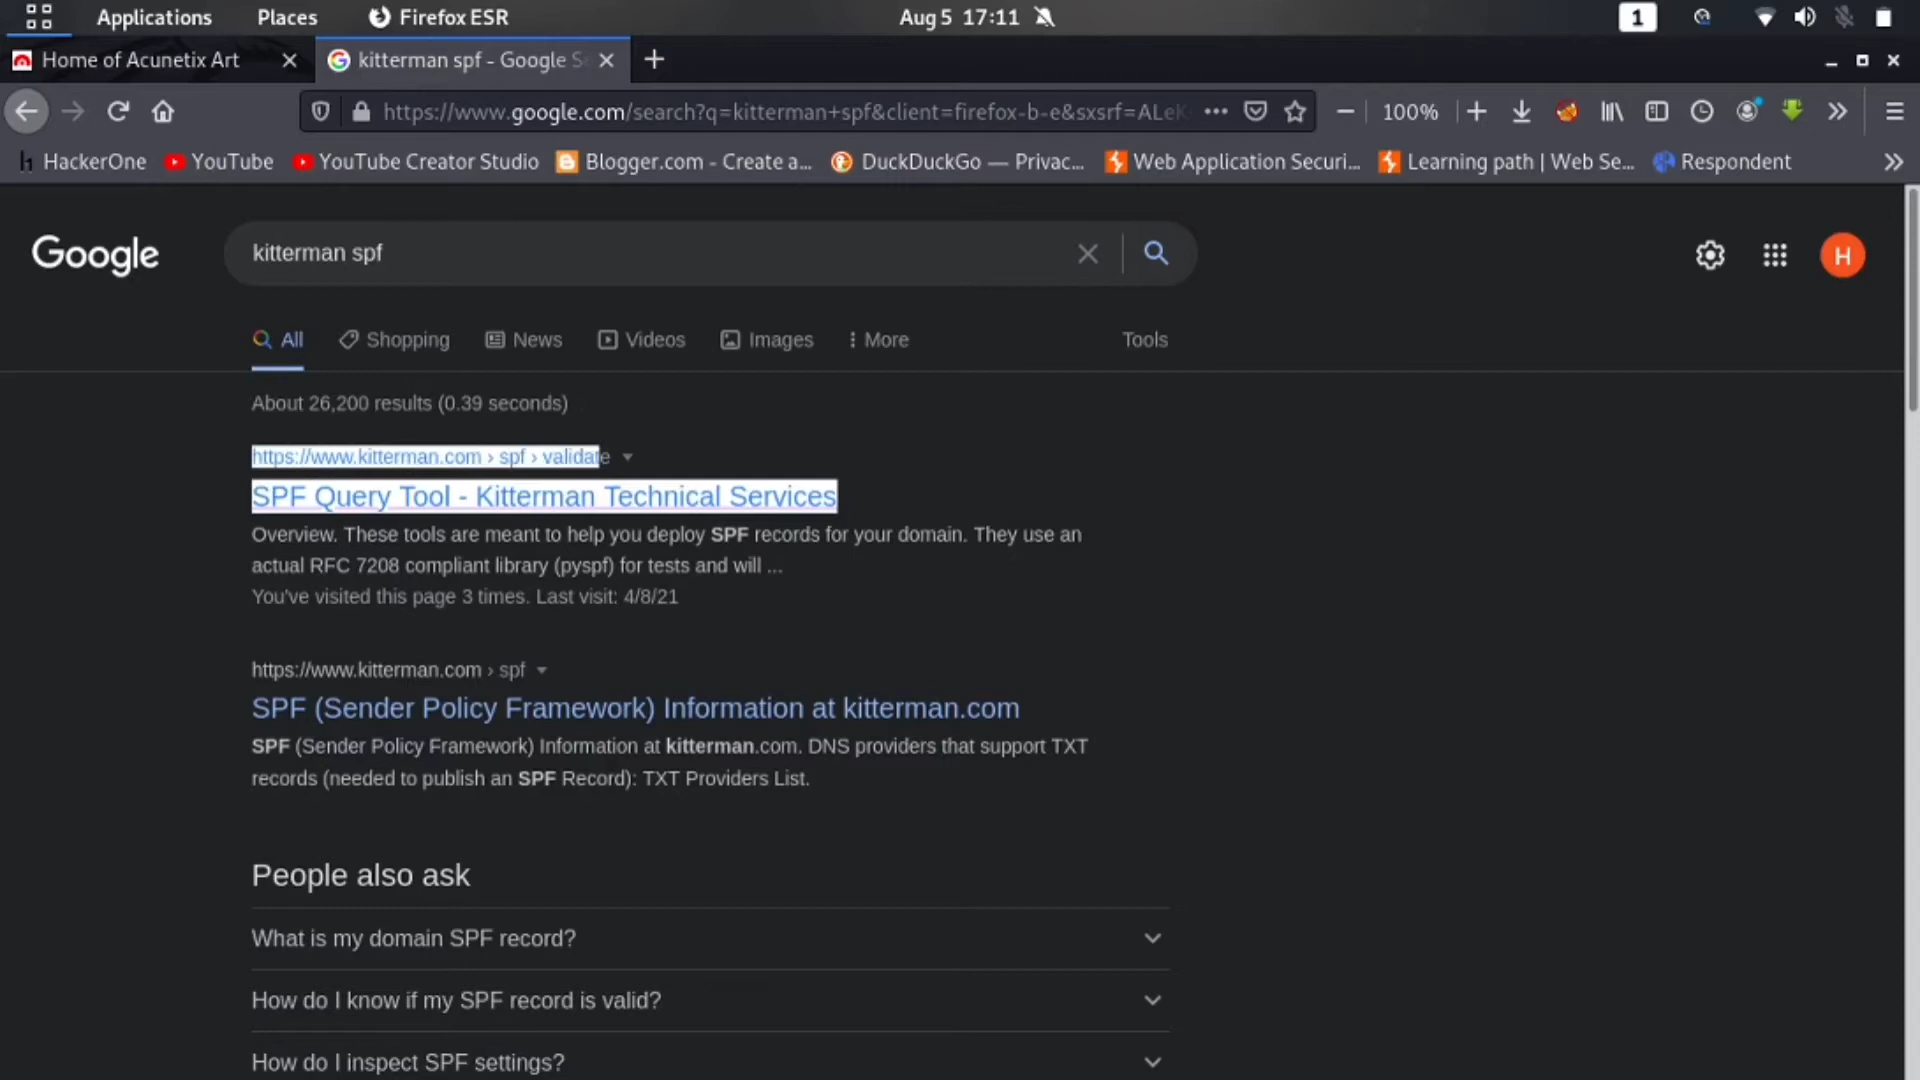 Applications Places Firefox ESR Aug 5 17:11 1
Home of Acunetix Art kitterman spf - Google S
https://www.google.com/search?q=kitterman+spf&client=firefox-b-e&sxsrf=ALeK 100%
HackerOne YouTube YouTube Creator Studio Blogger.com - Create a... DuckDuckGo — Privac... Web Application Securi... Learning path | Web Se... Respondent
Google kitterman spf H
All Shopping News Videos Images More Tools
About 26,200 results (0.39 seconds)
https://www.kitterman.com › spf › validate
SPF Query Tool - Kitterman Technical Services
Overview. These tools are meant to help you deploy SPF records for your domain. They use an
actual RFC 7208 compliant library (pyspf) for tests and will ...
You've visited this page 3 times. Last visit: 4/8/21
https://www.kitterman.com › spf
SPF (Sender Policy Framework) Information at kitterman.com
SPF (Sender Policy Framework) Information at kitterman.com. DNS providers that support TXT
records (needed to publish an SPF Record): TXT Providers List.
People also ask
What is my domain SPF record?
How do I know if my SPF record is valid?
How do I inspect SPF settings?